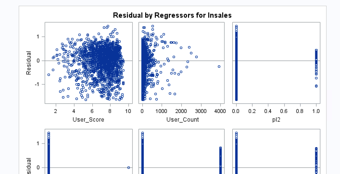 Residual by Regressors for lnsales
Residual
1
0
-1
2 4 6 8 10
0 1000 2000 3000 4000
0.0 0.2 0.4 0.6 0.8 1.0
User_Score
User_Count
pl2
1
0